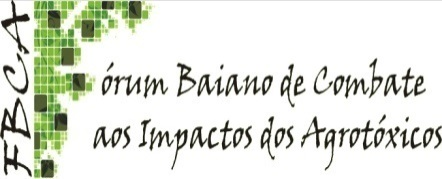 FBCA
órum Baiano de Combate
aos Impactos dos Agrotóxicos